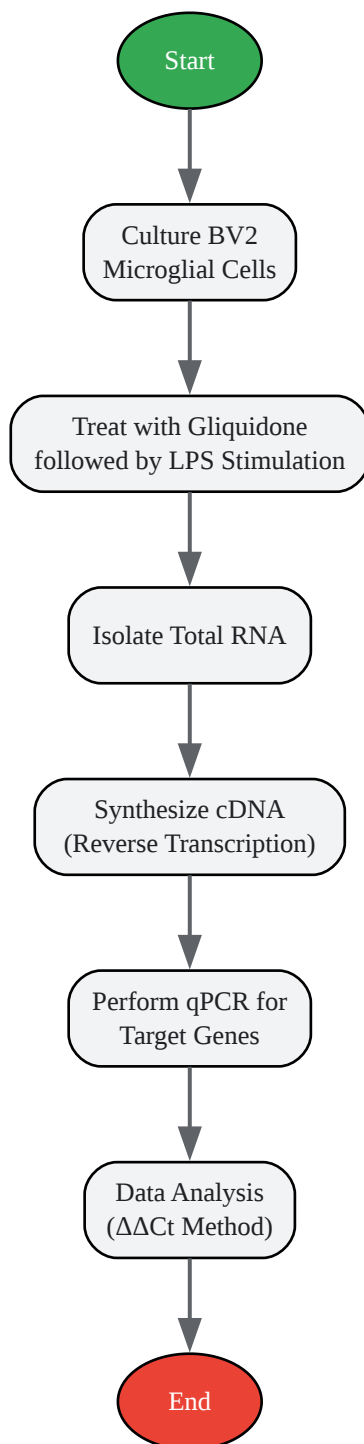 Start
Culture BV2
Microglial Cells
Treat with Gliquidone
followed by LPS Stimulation
Isolate Total RNA
Synthesize cDNA
(Reverse Transcription)
Perform qPCR for
Target Genes
Data Analysis
(ΔΔCt Method)
End